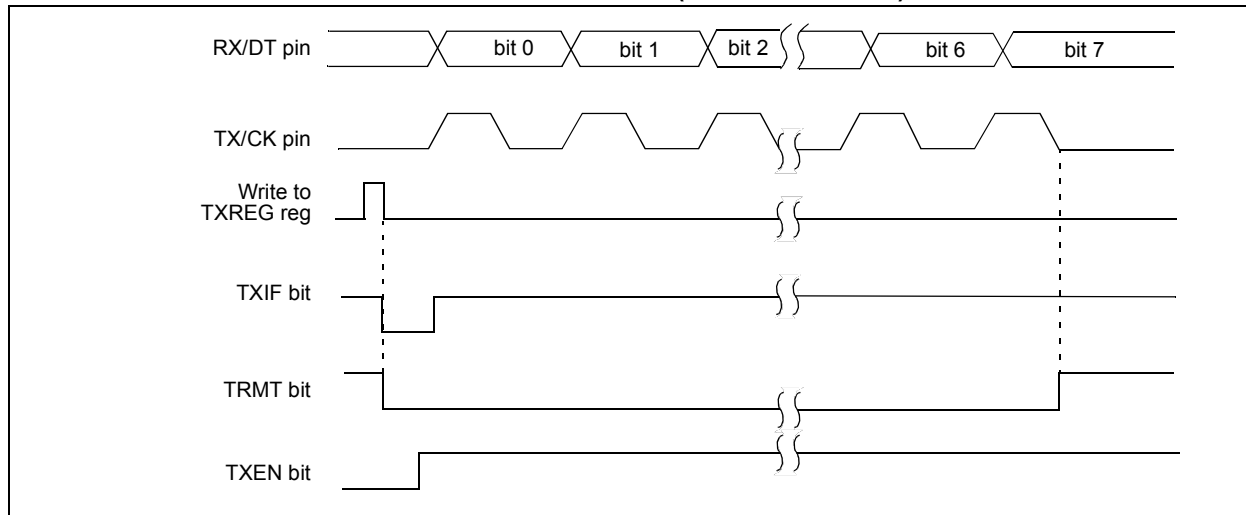 RX/DT pin
bit 0
bit 1
bit 2
bit 6
bit 7
TX/CK pin
Write to
TXREG reg
TXIF bit
TRMT bit
TXEN bit